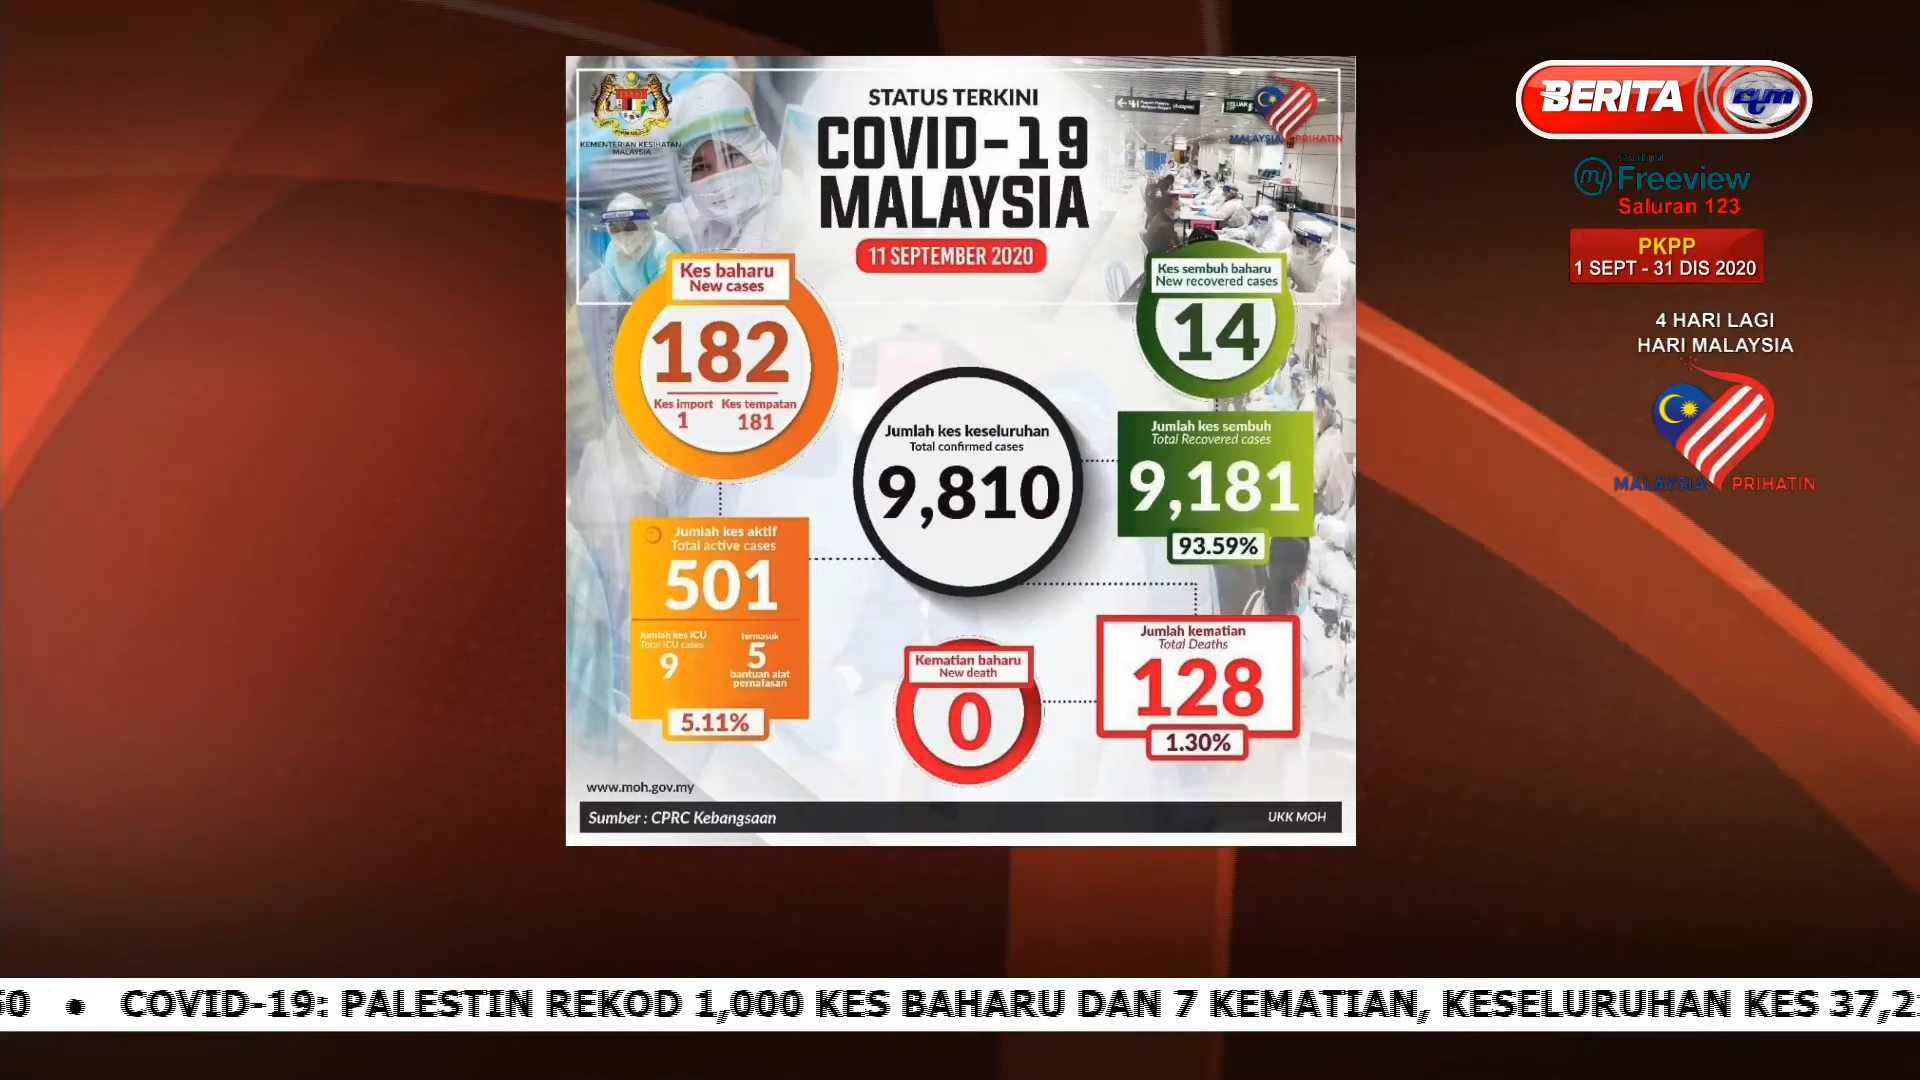 KEMENTERIAN KESIHATAN
MALAYSIA
STATUS TERKINI
COVID-19
MALAYSIA
11 SEPTEMBER 2020
MALAYSIA PRIHATIN
Kes baharu
New cases
182
Kes import Kes tempatan
1 181
Kes sembuh baharu
New recovered cases
14
Jumlah kes keseluruhan
Total confirmed cases
9,810
Jumlah kes sembuh
Total Recovered cases
9,181
93.59%
Jumlah kes aktif
Total active cases
501
Jumlah kes ICU
Total ICU cases
9
termasuk
5
bantuan alat
pernafasan
5.11%
Kematian baharu
New death
0
Jumlah kematian
Total Deaths
128
1.30%
www.moh.gov.my
Sumber : CPRC Kebangsaan
UKK MOH
BERITA rtm
my Freeview
Saluran 123
PKPP
1 SEPT - 31 DIS 2020
4 HARI LAGI
HARI MALAYSIA
MALAYSIA PRIHATIN
• COVID-19: PALESTIN REKOD 1,000 KES BAHARU DAN 7 KEMATIAN, KESELURUHAN KES